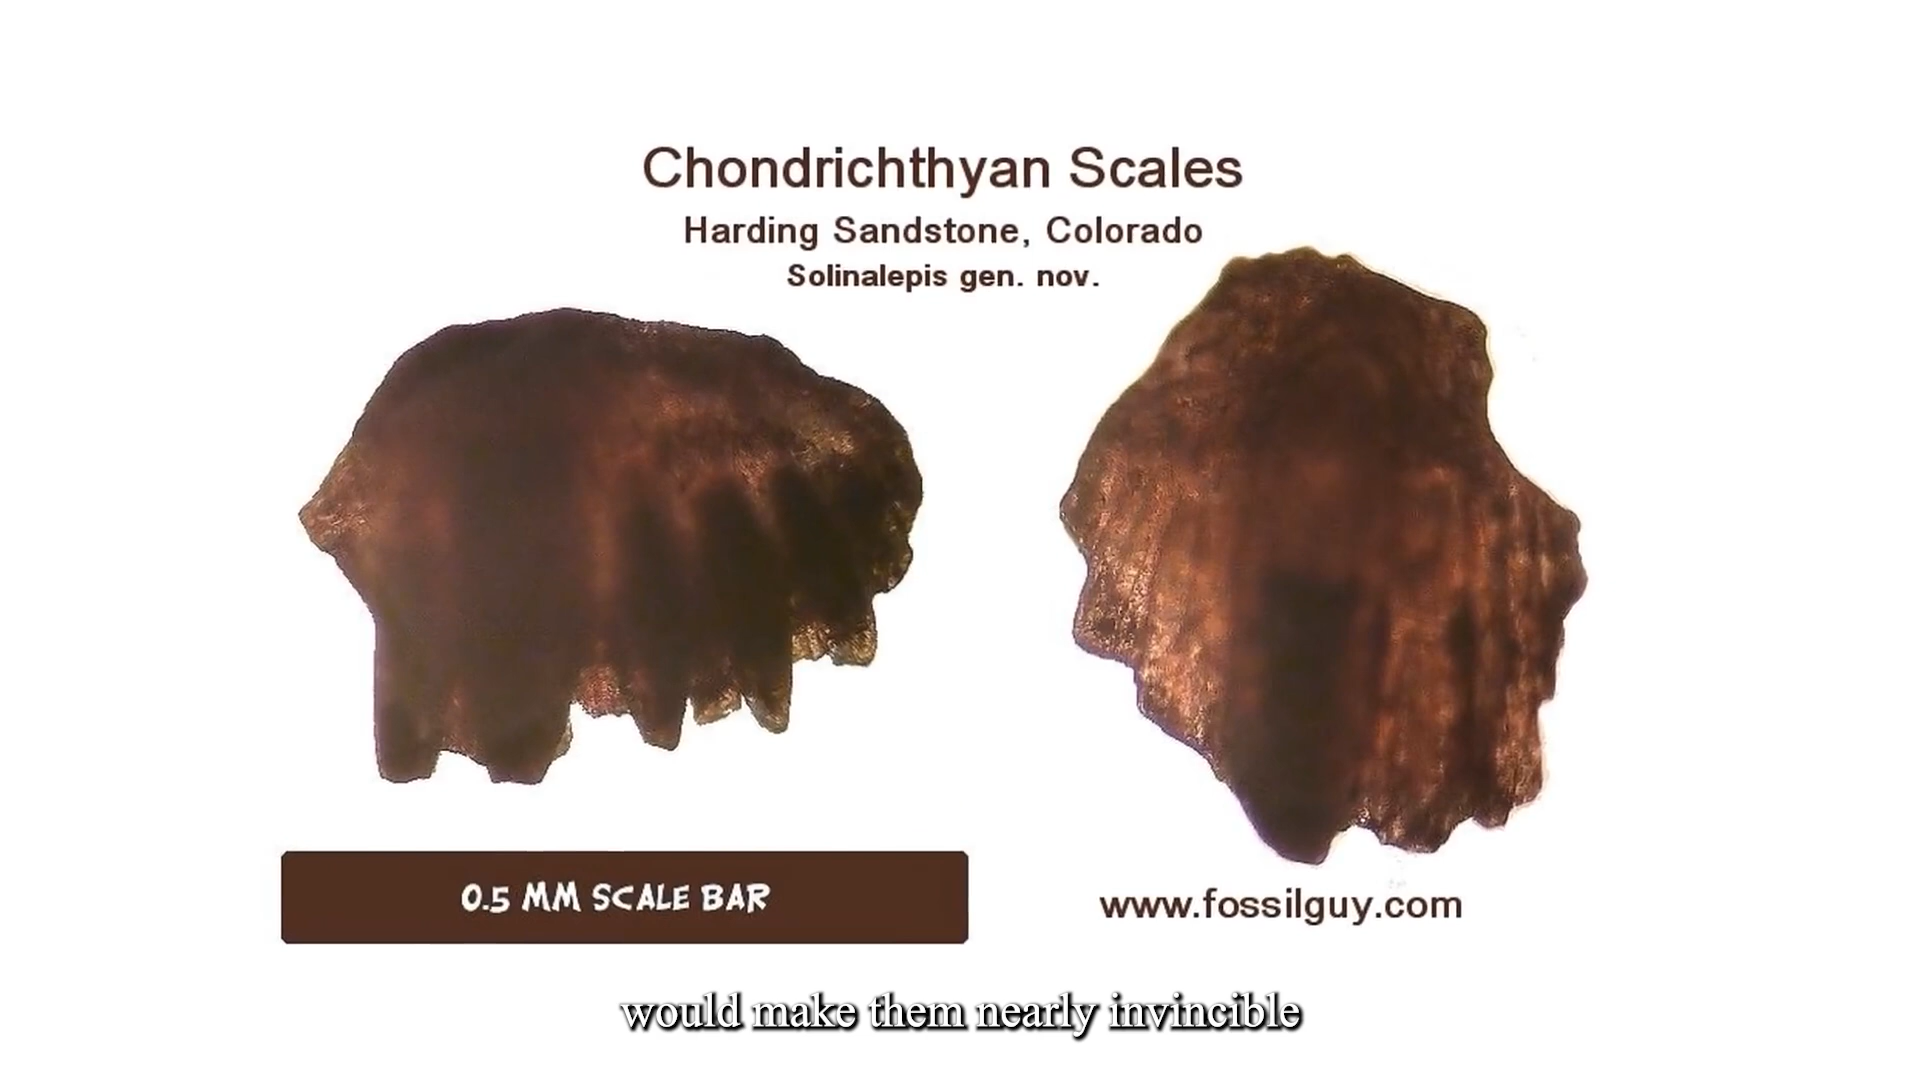 Chondrichthyan Scales
Harding Sandstone, Colorado
Solinalepis gen. nov.
0.5 MM SCALE BAR
www.fossilguy.com
would make them nearly invincible